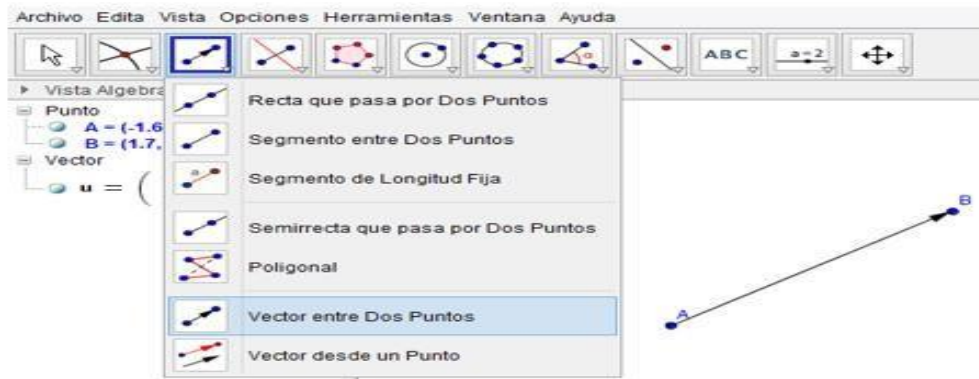 Archivo Edita Vista Opciones Herramientas Ventana Ayuda
ABC
a=2
Vista Algebra
Punto
A = (-1.6
B = (1.7,
Vector
u = (
Recta que pasa por Dos Puntos
Segmento entre Dos Puntos
a
Segmento de Longitud Fija
Semirrecta que pasa por Dos Puntos
Poligonal
Vector entre Dos Puntos
Vector desde un Punto
A
B